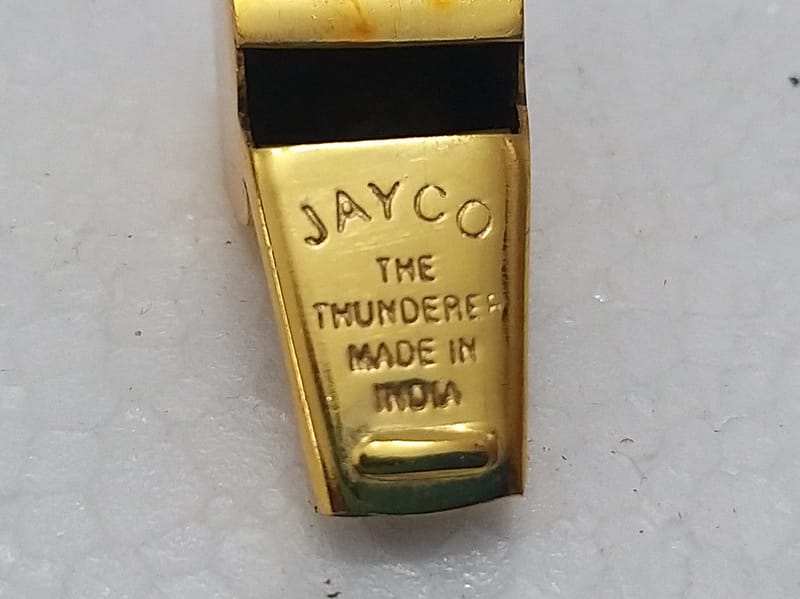 JAYCO
THE
THUNDERER
MADE IN
INDIA